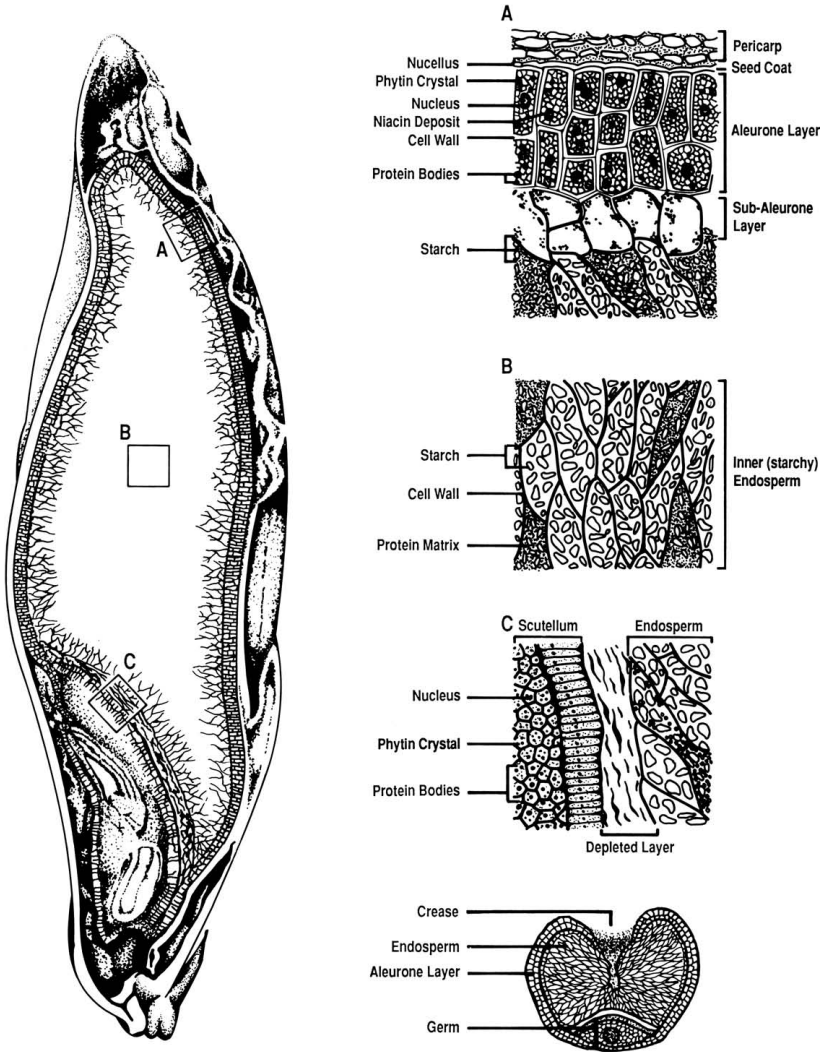 A
Pericarp
Nucellus
Seed Coat
Phytin Crystal
Nucleus
Niacin Deposit
Cell Wall
Aleurone Layer
Protein Bodies
Sub-Aleurone
Layer
Starch
A
B
B
Starch
Cell Wall
Protein Matrix
Inner (starchy)
Endosperm
C
C Scutellum
Endosperm
Nucleus
Phytin Crystal
Protein Bodies
Depleted Layer
Crease
Endosperm
Aleurone Layer
Germ